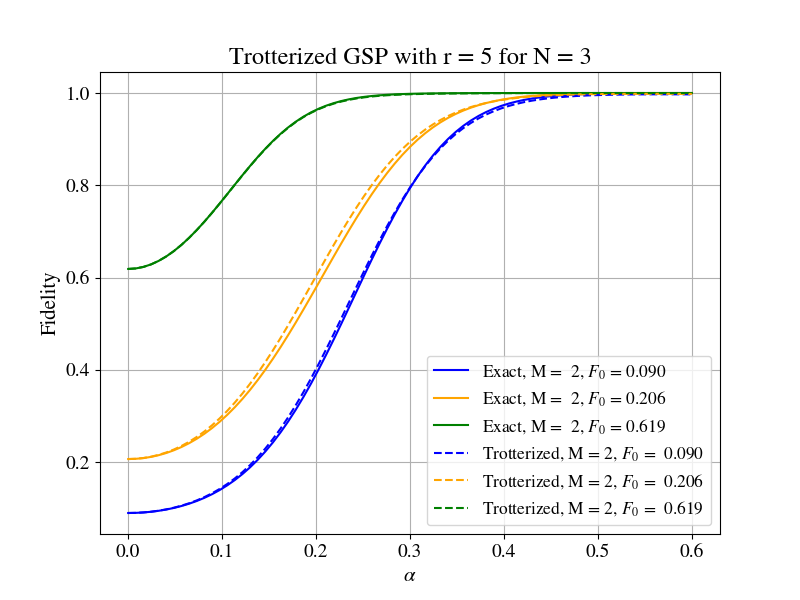 Trotterized GSP with r = 5 for N = 3
Fidelity
1.0
0.8
0.6
0.4
0.2
0.0 0.1 0.2 0.3 0.4 0.5 0.6
α
Exact, M = 2, F₀ = 0.090
Exact, M = 2, F₀ = 0.206
Exact, M = 2, F₀ = 0.619
Trotterized, M = 2, F₀ = 0.090
Trotterized, M = 2, F₀ = 0.206
Trotterized, M = 2, F₀ = 0.619